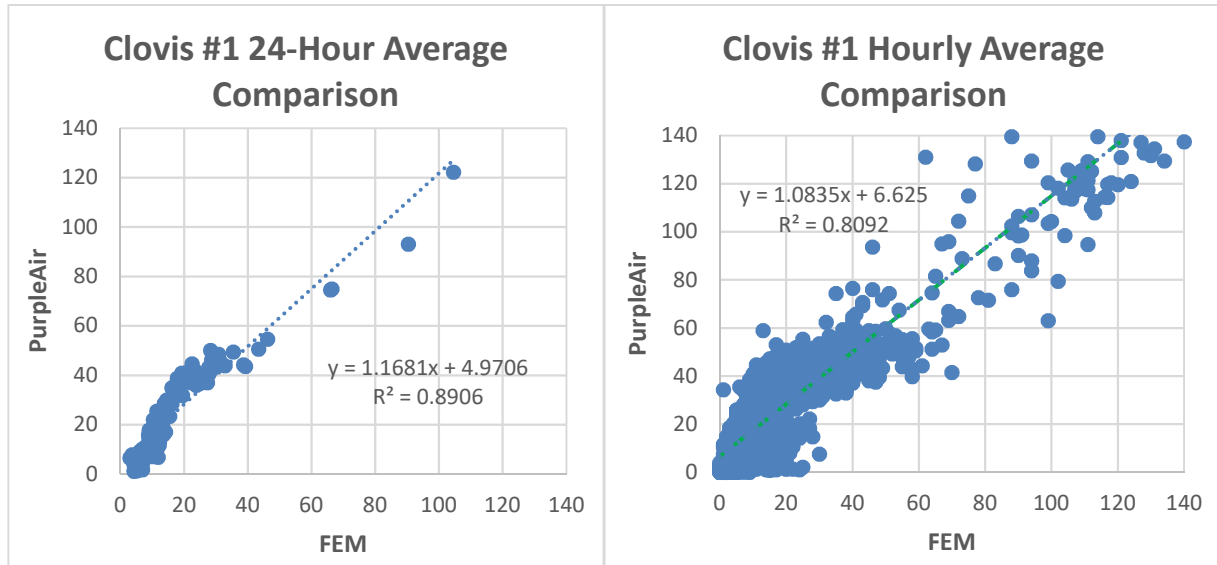 Clovis #1 24-Hour Average
Comparison
PurpleAir
140
120
100
80
60
40
20
0
y = 1.1681x + 4.9706
R² = 0.8906
0 20 40 60 80 100 120 140
FEM
Clovis #1 Hourly Average
Comparison
PurpleAir
140
120
100
80
60
40
20
0
y = 1.0835x + 6.625
R² = 0.8092
0 20 40 60 80 100 120 140
FEM